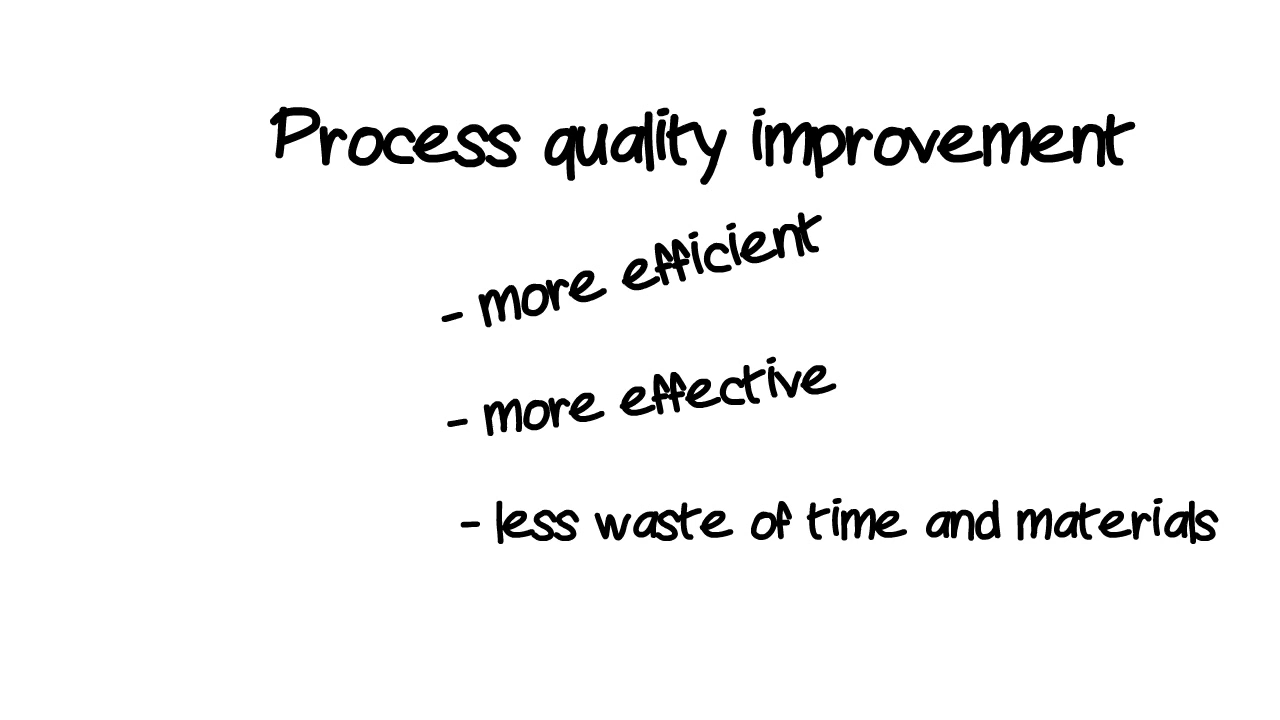 Process quality improvement
- more efficient
- more effective
- less waste of time and materials